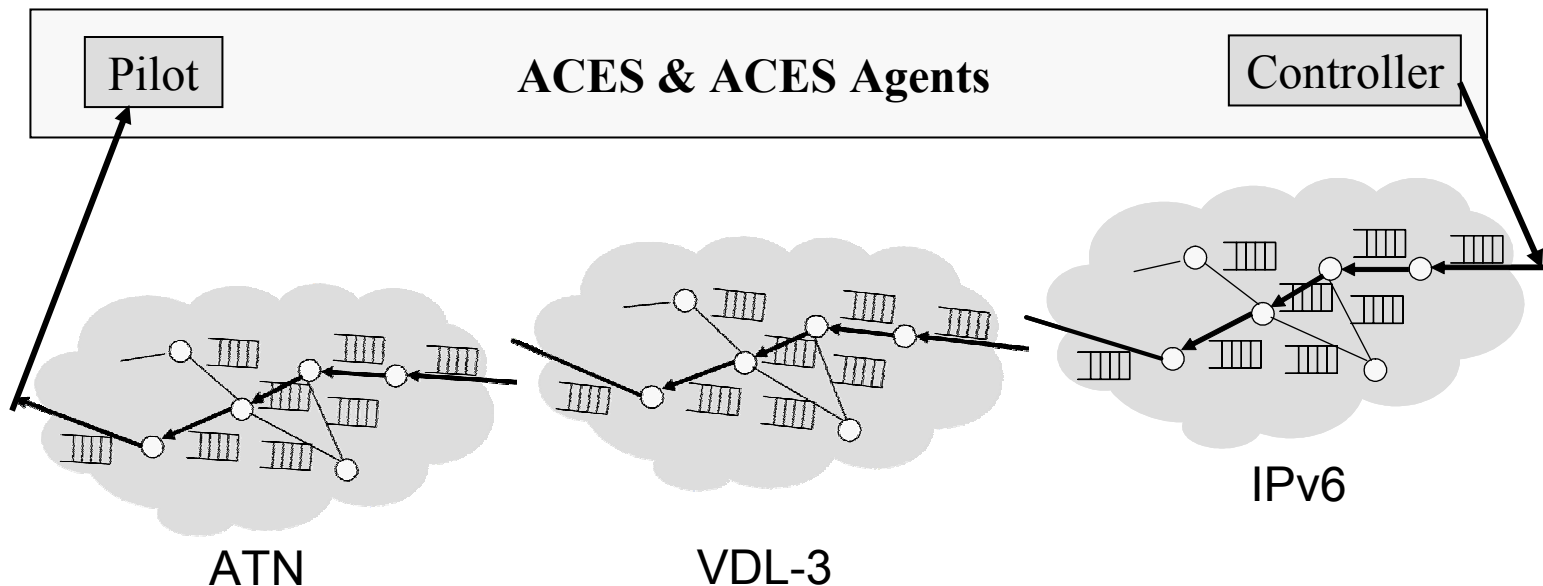 Pilot
ACES & ACES Agents
Controller
IPv6
ATN
VDL-3